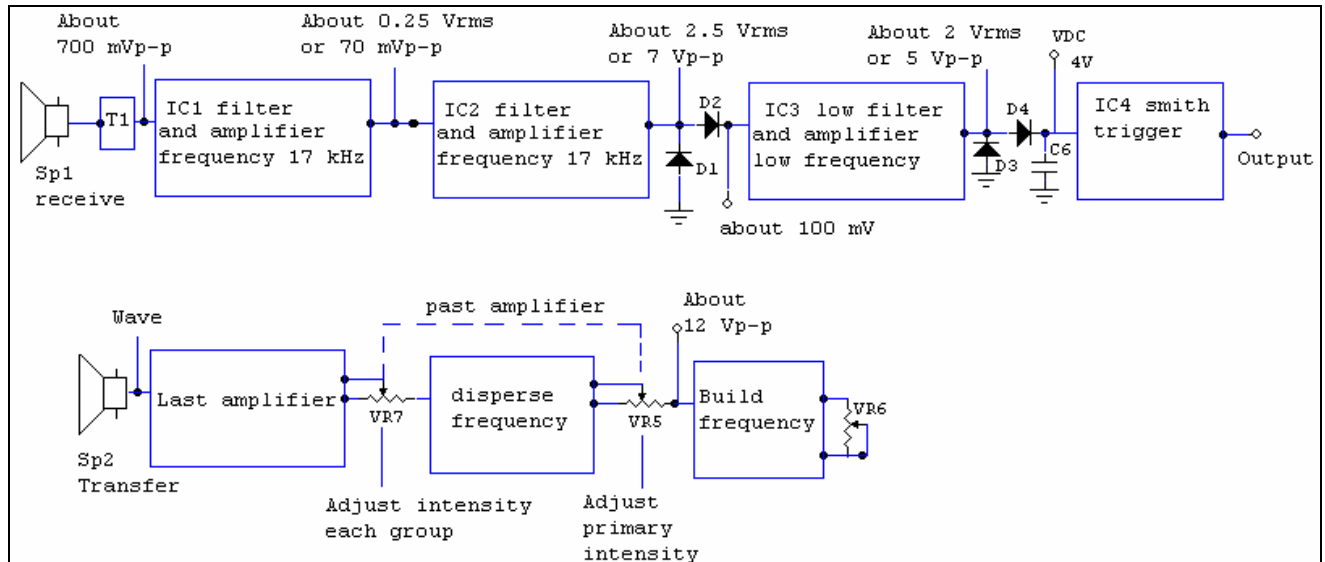 About
700 mVp-p
About 0.25 Vrms
or 70 mVp-p
About 2.5 Vrms
or 7 Vp-p
About 2 Vrms
or 5 Vp-p
VDC
4V
T1
IC1 filter
and amplifier
frequency 17 kHz
IC2 filter
and amplifier
frequency 17 kHz
D2
D1
IC3 low filter
and amplifier
low frequency
D4
D3
C6
IC4 smith
trigger
Output
Sp1
receive
about 100 mV
Wave
past amplifier
About
12 Vp-p
Last amplifier
VR7
disperse
frequency
VR5
Build
frequency
VR6
Sp2
Transfer
Adjust intensity
each group
Adjust
primary
intensity